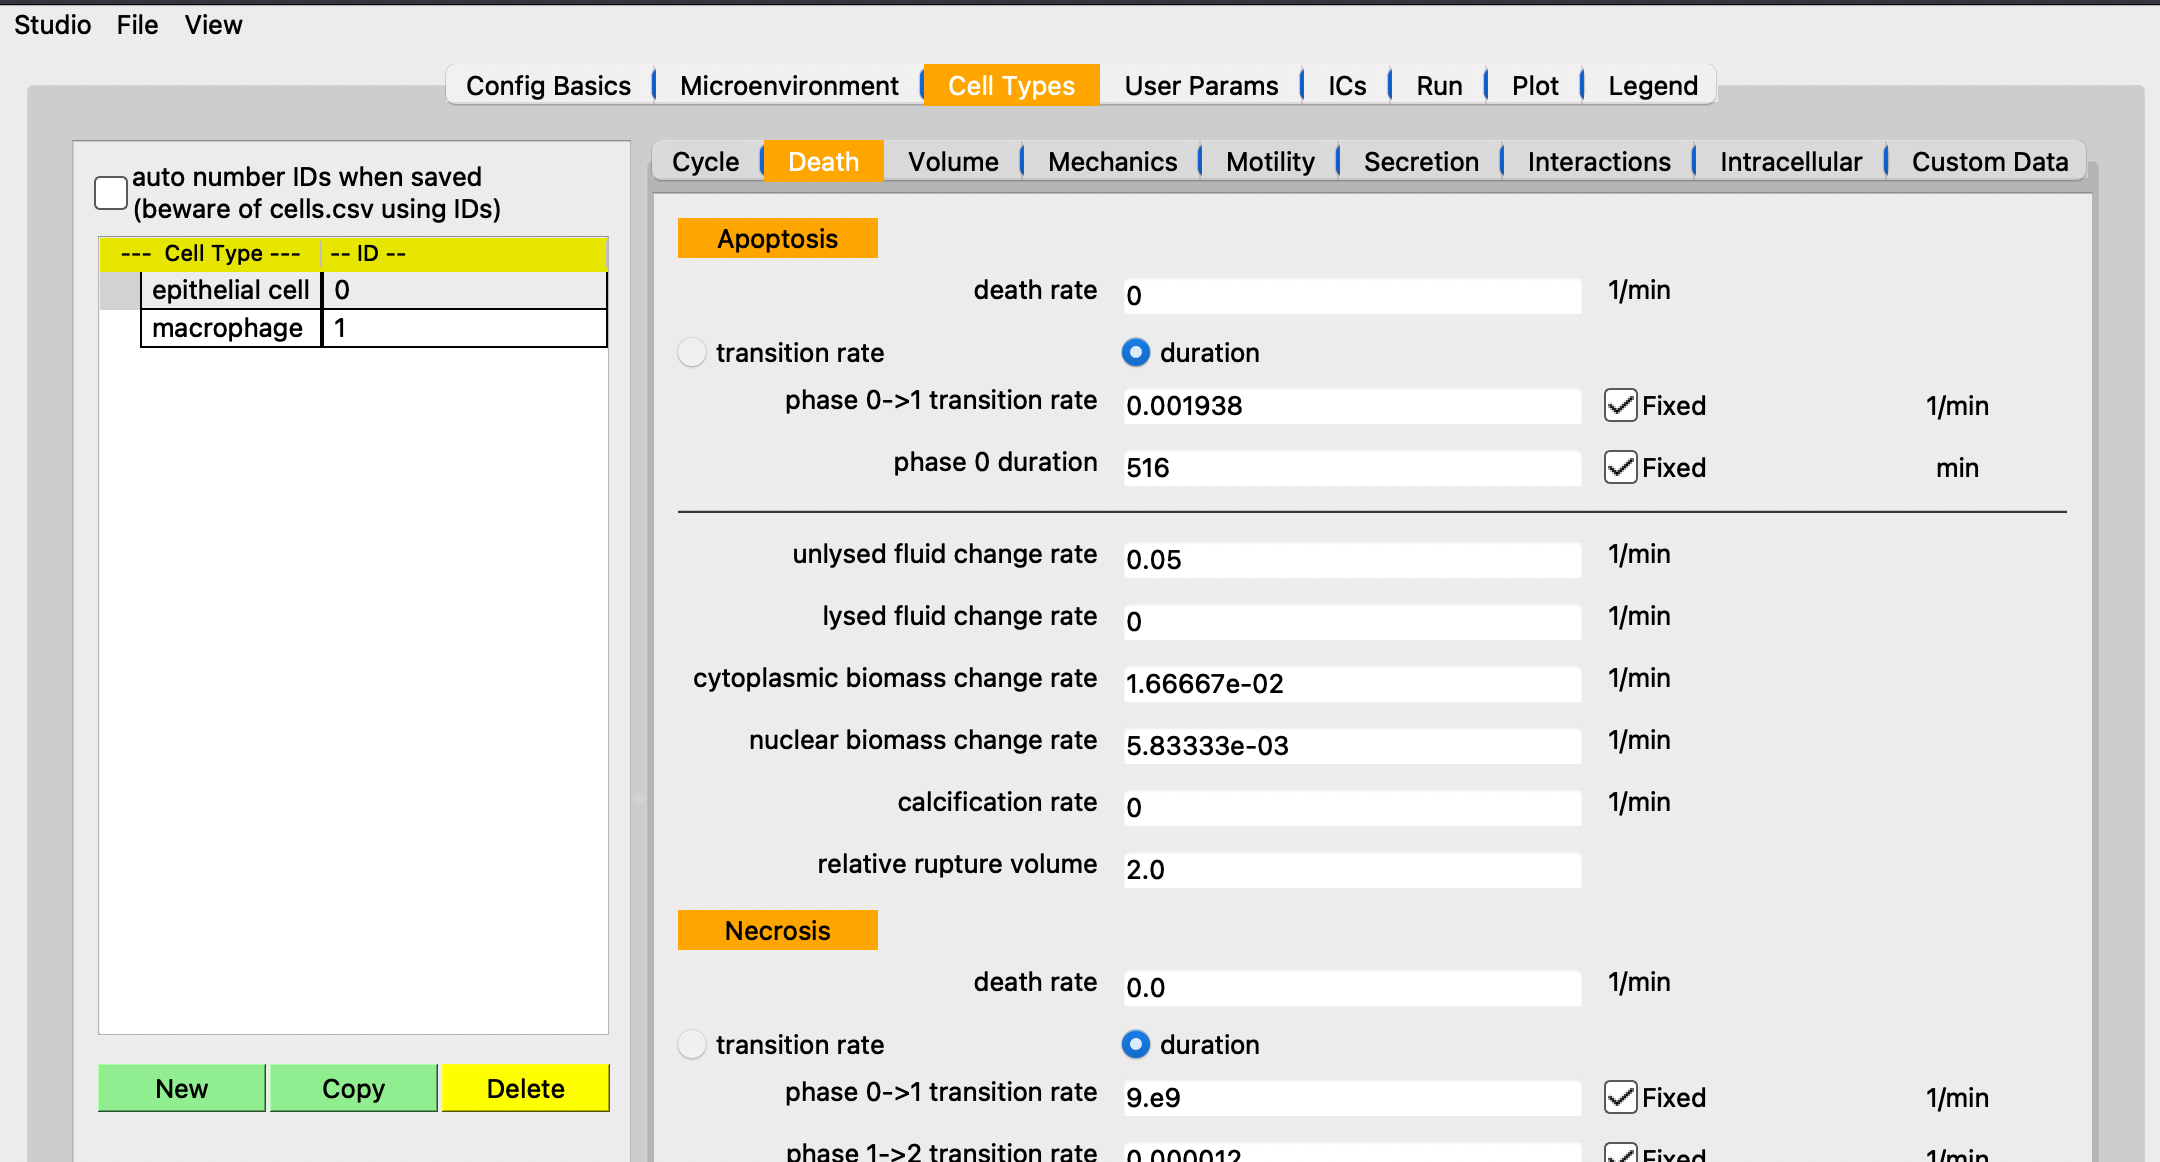 Studio File View
Config Basics Microenvironment Cell Types User Params ICs Run Plot Legend
auto number IDs when saved
(beware of cells.csv using IDs)
--- Cell Type --- -- ID --
epithelial cell 0
macrophage 1
New Copy Delete
Cycle Death Volume Mechanics Motility Secretion Interactions Intracellular Custom Data
Apoptosis
death rate 0 1/min
transition rate duration
phase 0->1 transition rate 0.001938 Fixed 1/min
phase 0 duration 516 Fixed min
unlysed fluid change rate 0.05 1/min
lysed fluid change rate 0 1/min
cytoplasmic biomass change rate 1.66667e-02 1/min
nuclear biomass change rate 5.83333e-03 1/min
calcification rate 0 1/min
relative rupture volume 2.0
Necrosis
death rate 0.0 1/min
transition rate duration
phase 0->1 transition rate 9.e9 Fixed 1/min
phase 1->2 transition rate 0.000012 Fixed 1/min